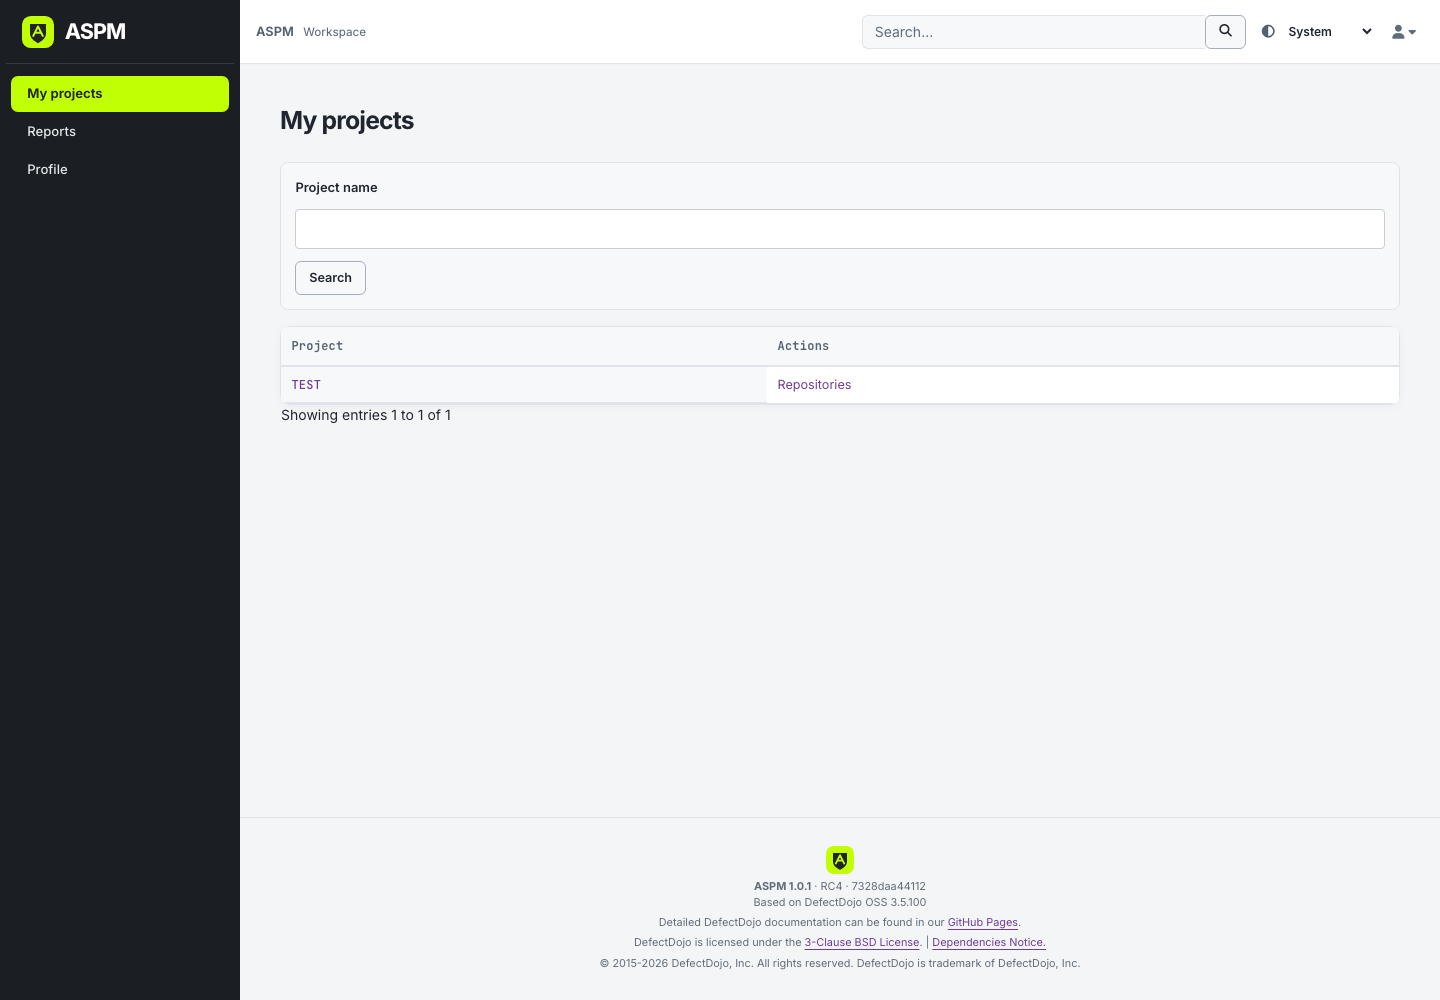 ASPM
ASPM Workspace
Search...
System
My projects
Reports
Profile
My projects
Project name
Search
Project Actions
TEST Repositories
Showing entries 1 to 1 of 1
ASPM 1.0.1 · RC4 · 7328daa44112
Based on DefectDojo OSS 3.5.100
Detailed DefectDojo documentation can be found in our GitHub Pages.
DefectDojo is licensed under the 3-Clause BSD License. | Dependencies Notice.
© 2015-2026 DefectDojo, Inc. All rights reserved. DefectDojo is trademark of DefectDojo, Inc.